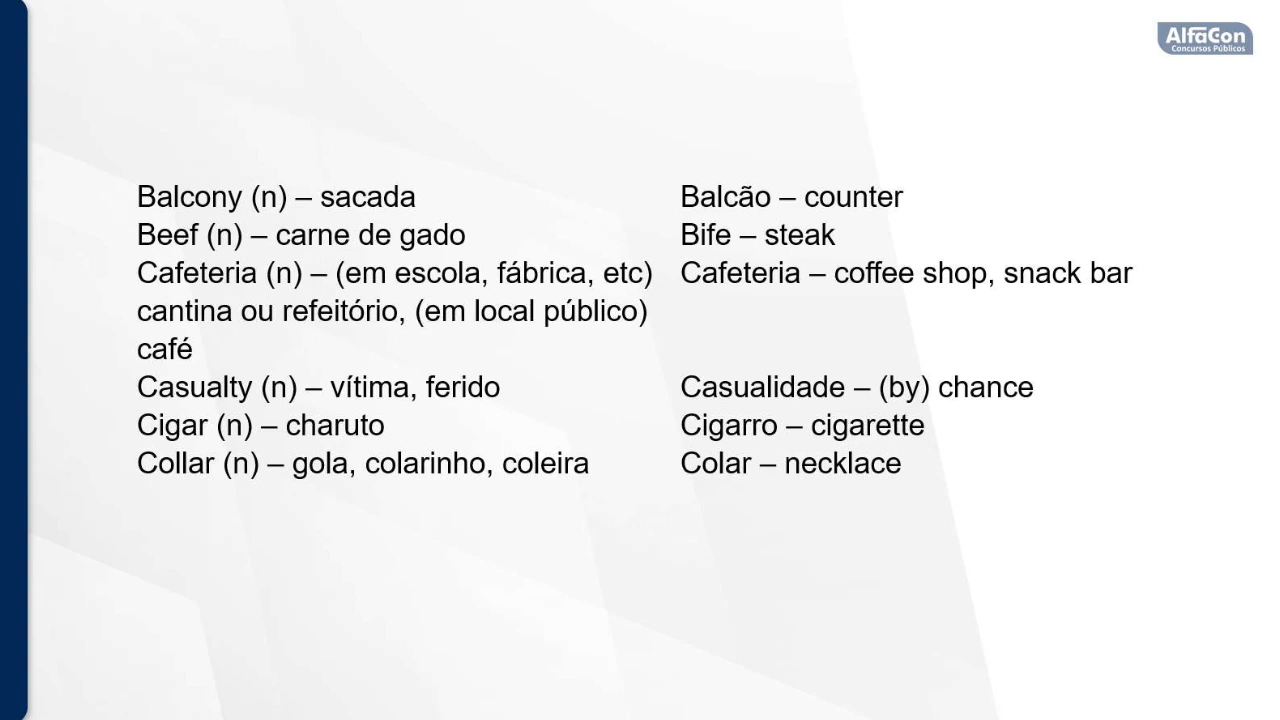 AlfaCon
Concursos Públicos
Balcony (n) – sacada
Balcão – counter
Beef (n) – carne de gado
Bife – steak
Cafeteria (n) – (em escola, fábrica, etc)
Cafeteria – coffee shop, snack bar
cantina ou refeitório, (em local público)
café
Casualty (n) – vítima, ferido
Casualidade – (by) chance
Cigar (n) – charuto
Cigarro – cigarette
Collar (n) – gola, colarinho, coleira
Colar – necklace